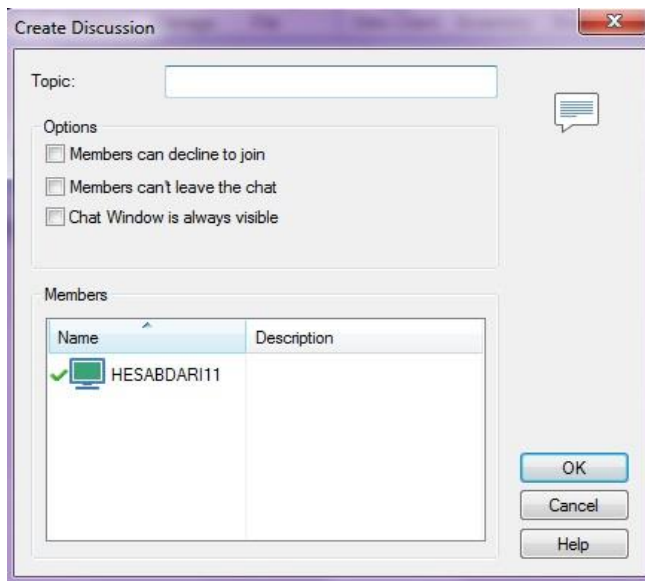 Create Discussion
Topic:
Options
Members can decline to join
Members can't leave the chat
Chat Window is always visible
Members
Name Description
HESABDARI11
OK
Cancel
Help